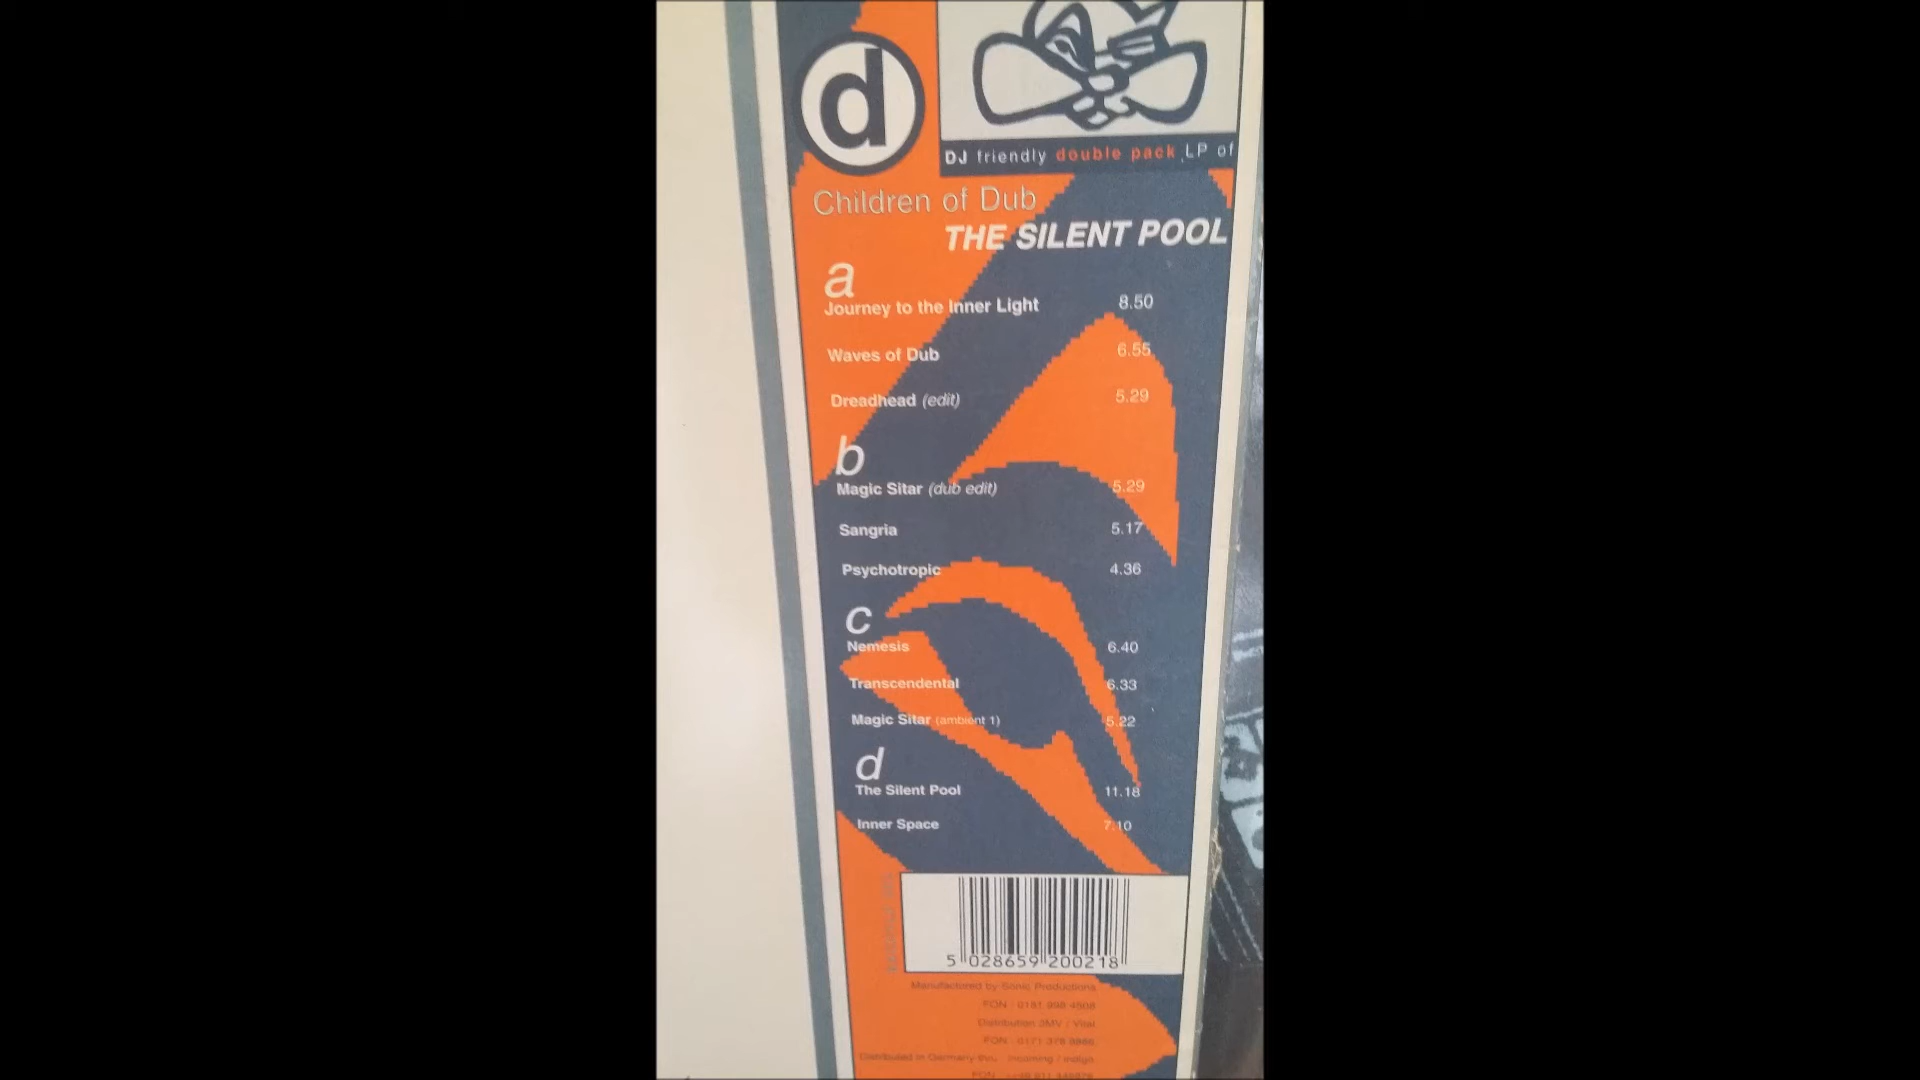 d
DJ friendly double pack LP of
Children of Dub
THE SILENT POOL
a
Journey to the Inner Light 8.50
Waves of Dub 6.55
Dreadhead (edit) 5.29
b
Magic Sitar (dub edit) 5.29
Sangria 5.17
Psychotropic 4.36
c
Nemesis 6.40
Transcendental 6.33
Magic Sitar (ambient 1) 5.22
d
The Silent Pool 11.18
Inner Space 7.10
5 028659 200218
Manufactured by Sonic Productions
FON : 0181 998 4508
Distribution 3MV / Vital
FON : 0171 378 8866
Distributed in Germany Incoming / Indigo
FON :